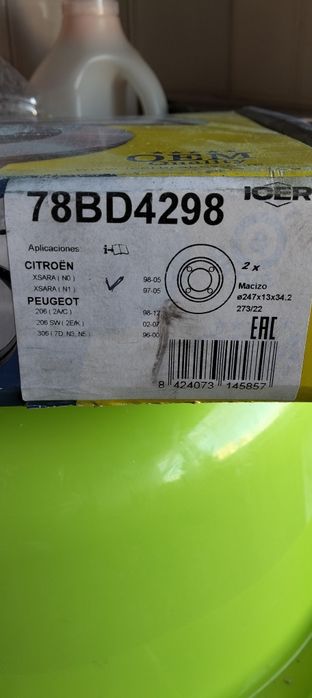 OEM
Quality
ICER
78BD4298
Aplicaciones
CITROËN
XSARA ( N0 ) 98-05
XSARA ( N1 ) 97-05
PEUGEOT
206 ( 2A/C ) 98-12
206 SW ( 2E/K ) 02-07
306 ( 7D, N3, N5 ) 96-00
2 x
Macizo
ø247x13x34.2
273/22
EAC
8 424073 145857